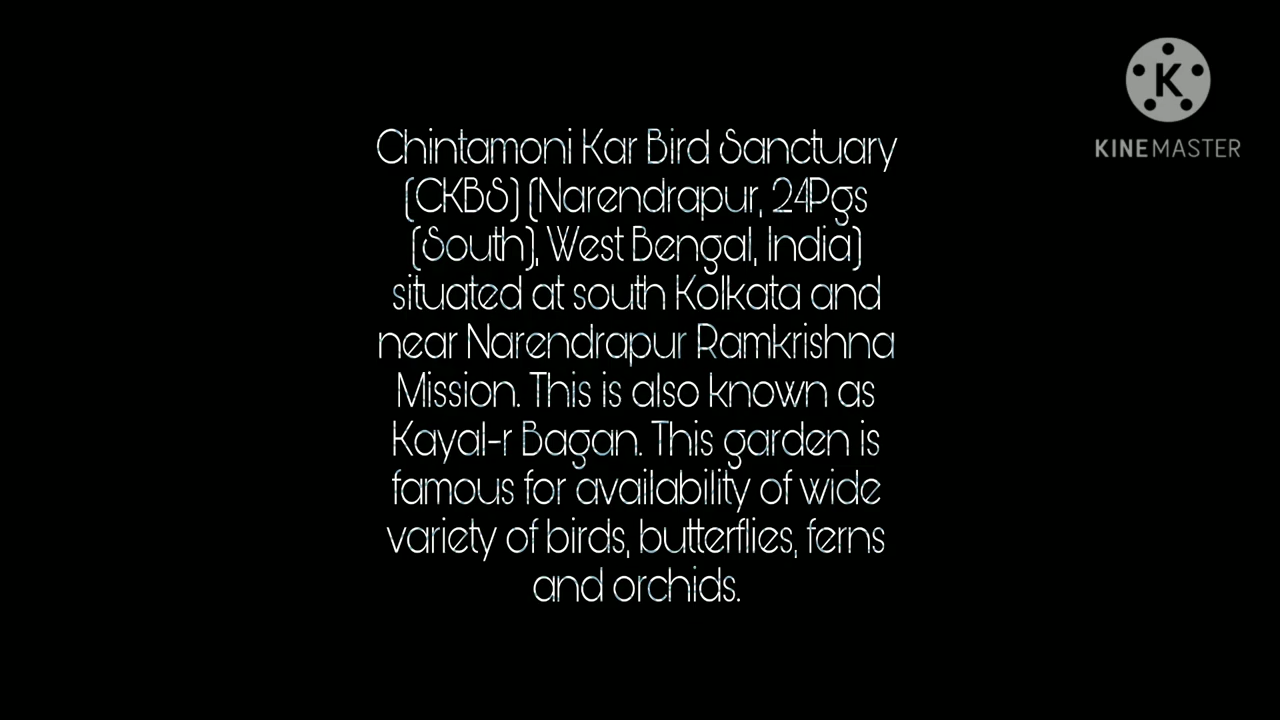 KINEMASTER
Chintamoni Kar Bird Sanctuary
(CKBS) (Narendrapur, 24Pgs
(South), West Bengal, India)
situated at south Kolkata and
near Narendrapur Ramkrishna
Mission. This is also known as
Kayal-r Bagan. This garden is
famous for availability of wide
variety of birds, butterflies, ferns
and orchids.